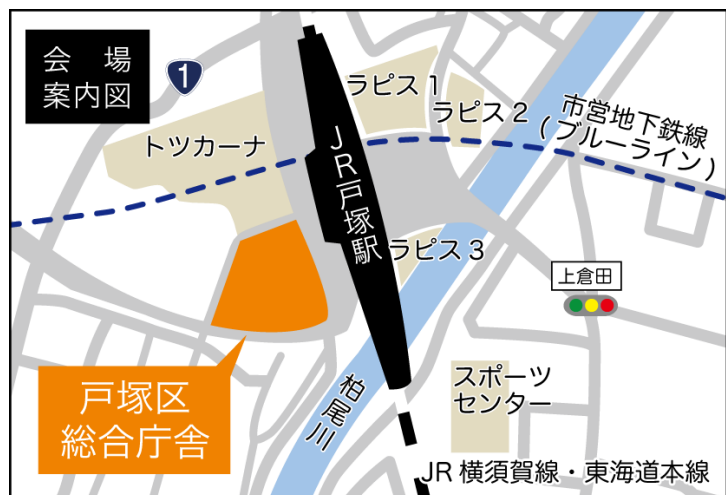 会場
案内図
1
トツカーナ
ラピス1
ラピス2
市営地下鉄線
(ブルーライン)
JR戸塚駅
ラピス3
上倉田
戸塚区
総合庁舎
柏尾川
スポーツ
センター
JR横須賀線・東海道本線